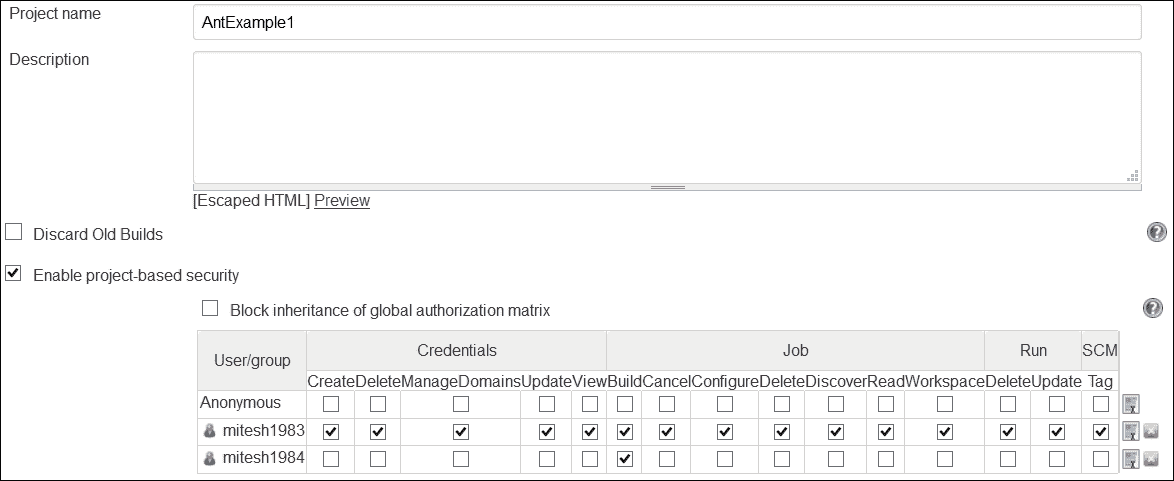 Project name
AntExample1
Description
[Escaped HTML] Preview
Discard Old Builds
Enable project-based security
Block inheritance of global authorization matrix
User/group Credentials Job Run SCM
Create Delete ManageDomains Update View Build Cancel Configure Delete Discover Read Workspace Delete Update Tag
Anonymous
mitesh1983
mitesh1984